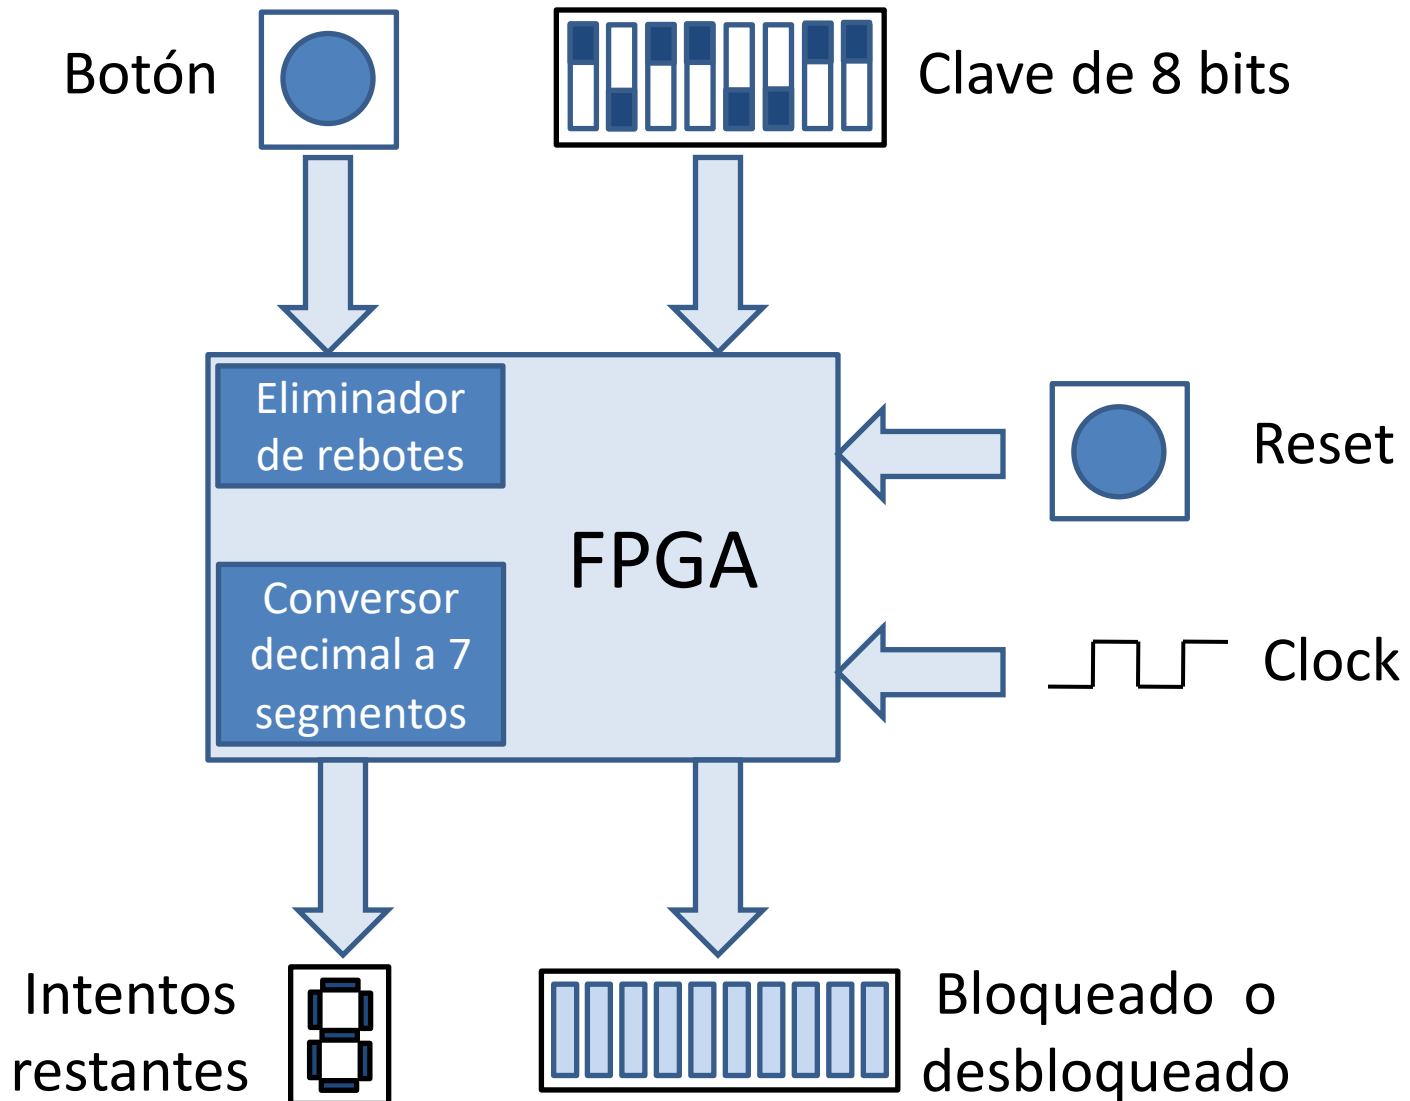 Botón
Clave de 8 bits
Eliminador
de rebotes
Reset
FPGA
Conversor
decimal a 7
segmentos
Clock
Intentos
restantes
Bloqueado o
desbloqueado